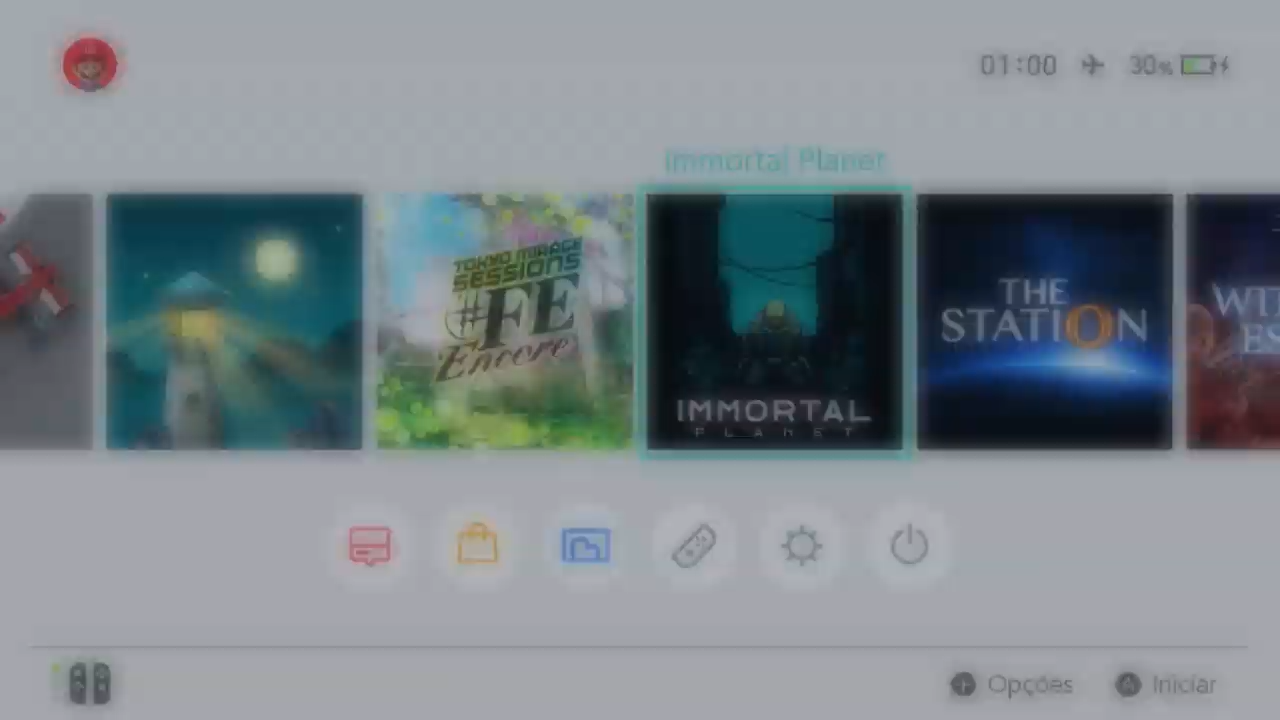 01:00
30%
Immortal Planet
TOKYO MIRAGE
SESSIONS
#FE
Encore
IMMORTAL
PLANET
THE
STATION
Opções
Iniciar